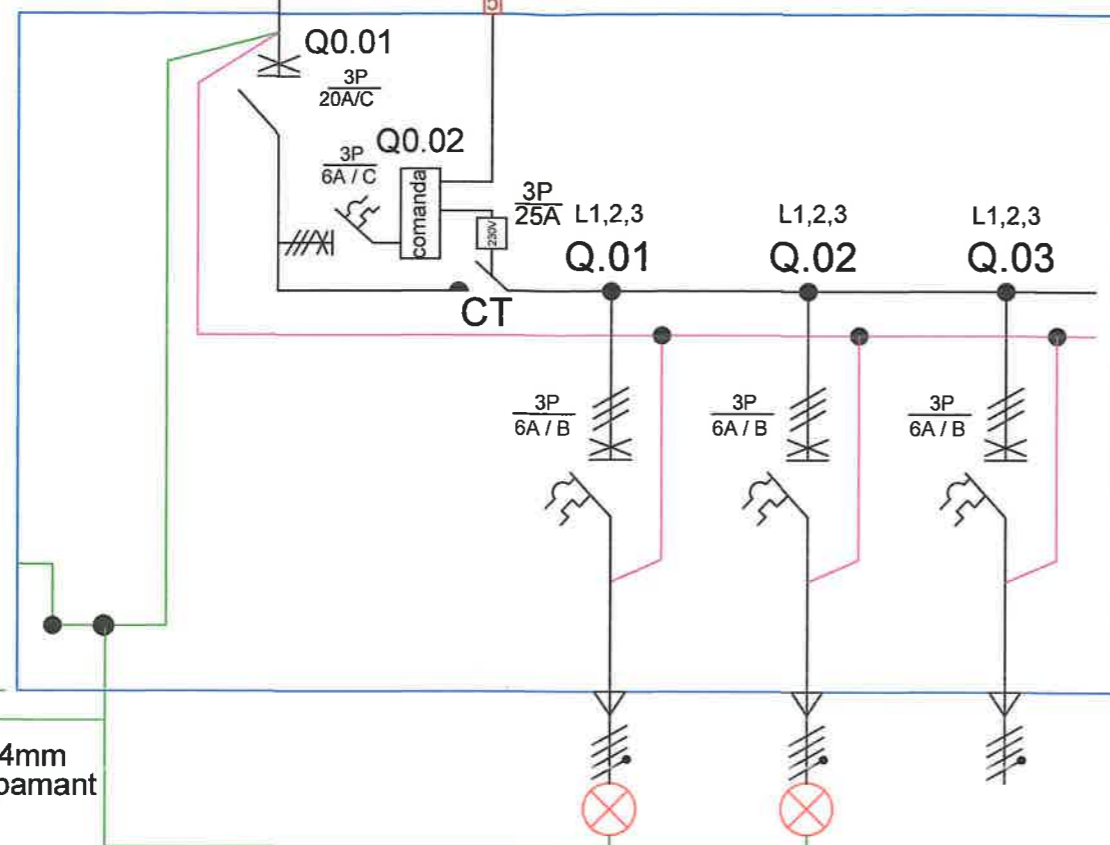 5
Q0.01
3P
20A/C
Q0.02
3P
6A / C
comanda
3P
25A
230V
L1,2,3
L1,2,3
L1,2,3
Q.01
Q.02
Q.03
CT
3P
6A / B
3P
6A / B
3P
6A / B
4mm
pamant